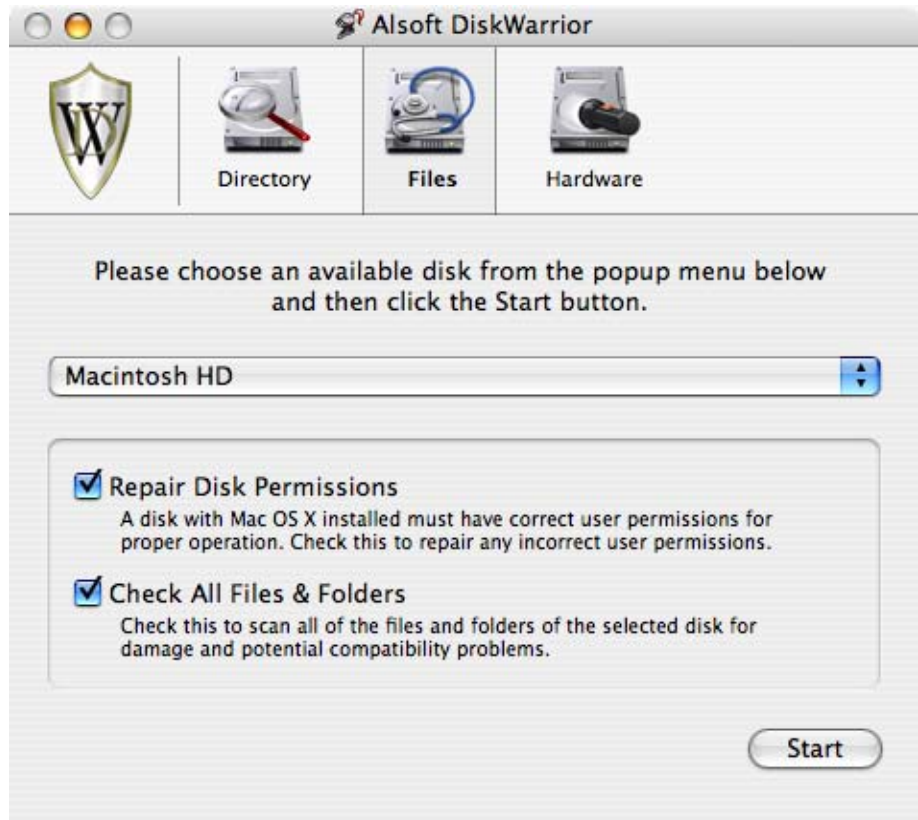 Alsoft DiskWarrior
DW
Directory
Files
Hardware
Please choose an available disk from the popup menu below
and then click the Start button.
Macintosh HD
Repair Disk Permissions
A disk with Mac OS X installed must have correct user permissions for
proper operation. Check this to repair any incorrect user permissions.
Check All Files & Folders
Check this to scan all of the files and folders of the selected disk for
damage and potential compatibility problems.
Start